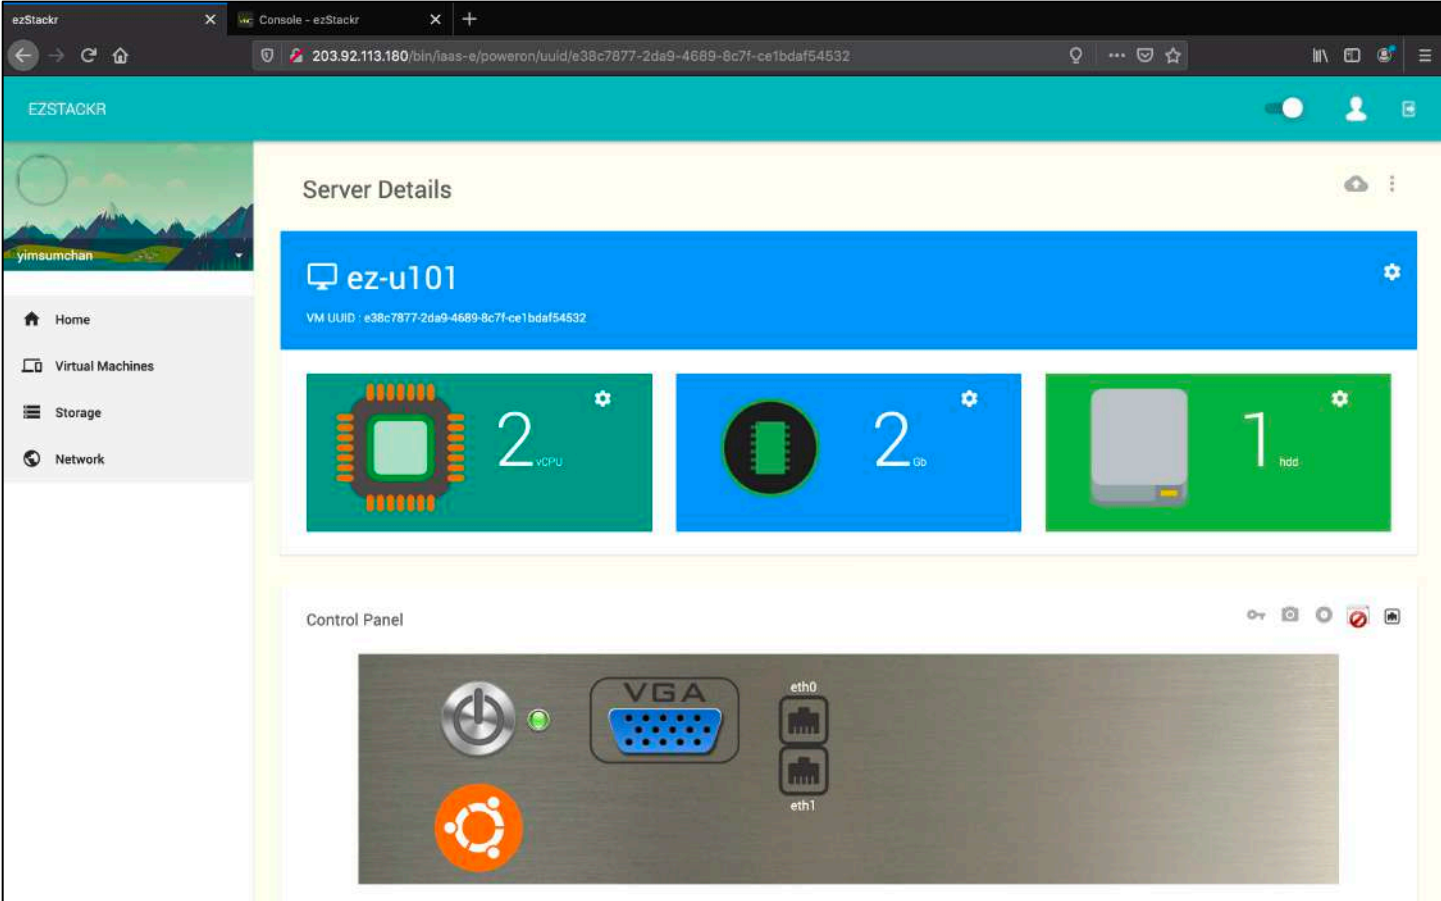 ezStackr
Console - ezStackr
203.92.113.180/bin/iaas-e/poweron/uuid/e38c7877-2da9-4689-8c7f-ce1bdaf54532
EZSTACKR
yimsumchan
Home
Virtual Machines
Storage
Network
Server Details
ez-u101
VM UUID : e38c7877-2da9-4689-8c7f-ce1bdaf54532
2 vCPU
2 Gb
1 hdd
Control Panel
VGA
eth0
eth1